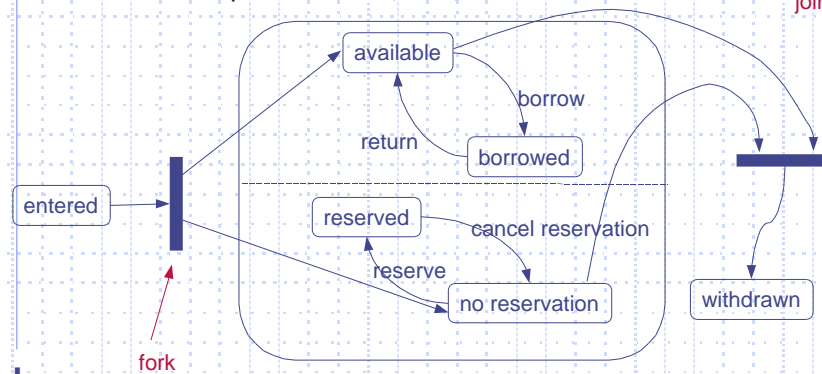 available
borrow
return
borrowed
entered
reserved
cancel reservation
reserve
no reservation
withdrawn
fork